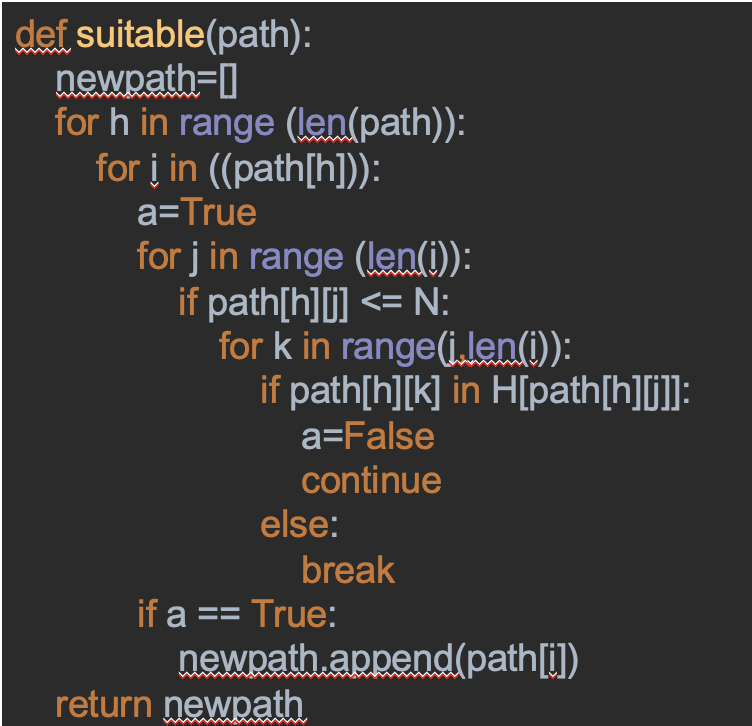 def suitable(path):
newpath=[]
for h in range (len(path)):
for i in ((path[h])):
a=True
for j in range (len(i)):
if path[h][j] <= N:
for k in range(j,len(i)):
if path[h][k] in H[path[h][j]]:
a=False
continue
else:
break
if a == True:
newpath.append(path[i])
return newpath